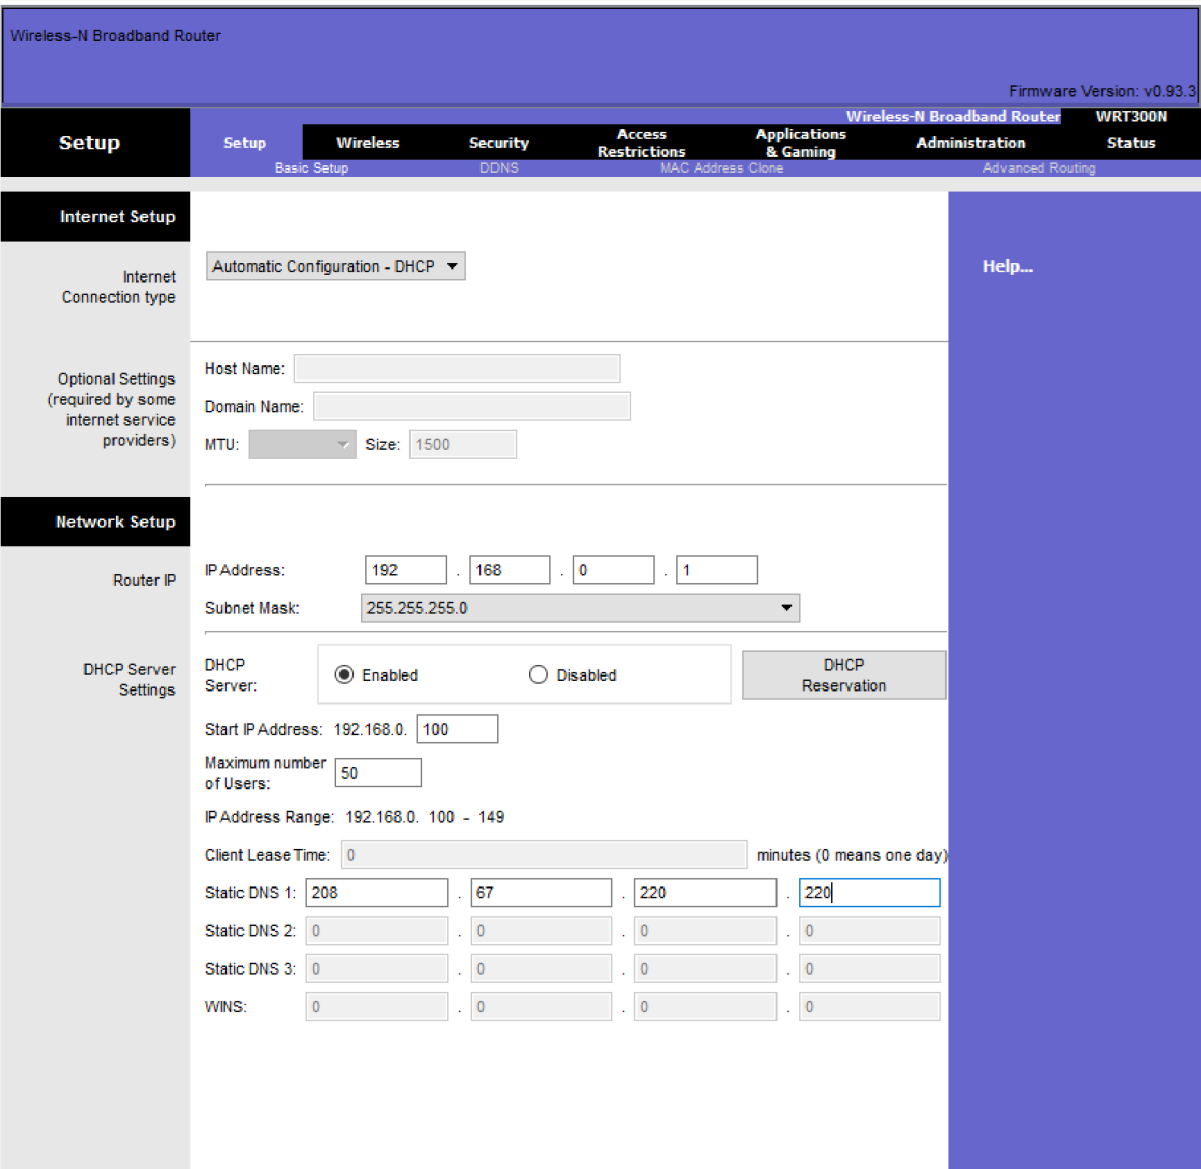 Wireless-N Broadband Router
Firmware Version: v0.93.3
Wireless-N Broadband Router WRT300N
Setup
Setup Wireless Security Access Restrictions Applications & Gaming Administration Status
Basic Setup DDNS MAC Address Clone Advanced Routing
Internet Setup
Internet
Connection type
Automatic Configuration - DHCP
Help...
Optional Settings
(required by some
internet service
providers)
Host Name:
Domain Name:
MTU: Size: 1500
Network Setup
Router IP
IP Address: 192 . 168 . 0 . 1
Subnet Mask: 255.255.255.0
DHCP Server
Settings
DHCP
Server:
Enabled Disabled
DHCP
Reservation
Start IP Address: 192.168.0. 100
Maximum number
of Users:
50
IP Address Range: 192.168.0. 100 - 149
Client Lease Time: 0 minutes (0 means one day)
Static DNS 1: 208 . 67 . 220 . 220
Static DNS 2: 0 . 0 . 0 . 0
Static DNS 3: 0 . 0 . 0 . 0
WINS: 0 . 0 . 0 . 0